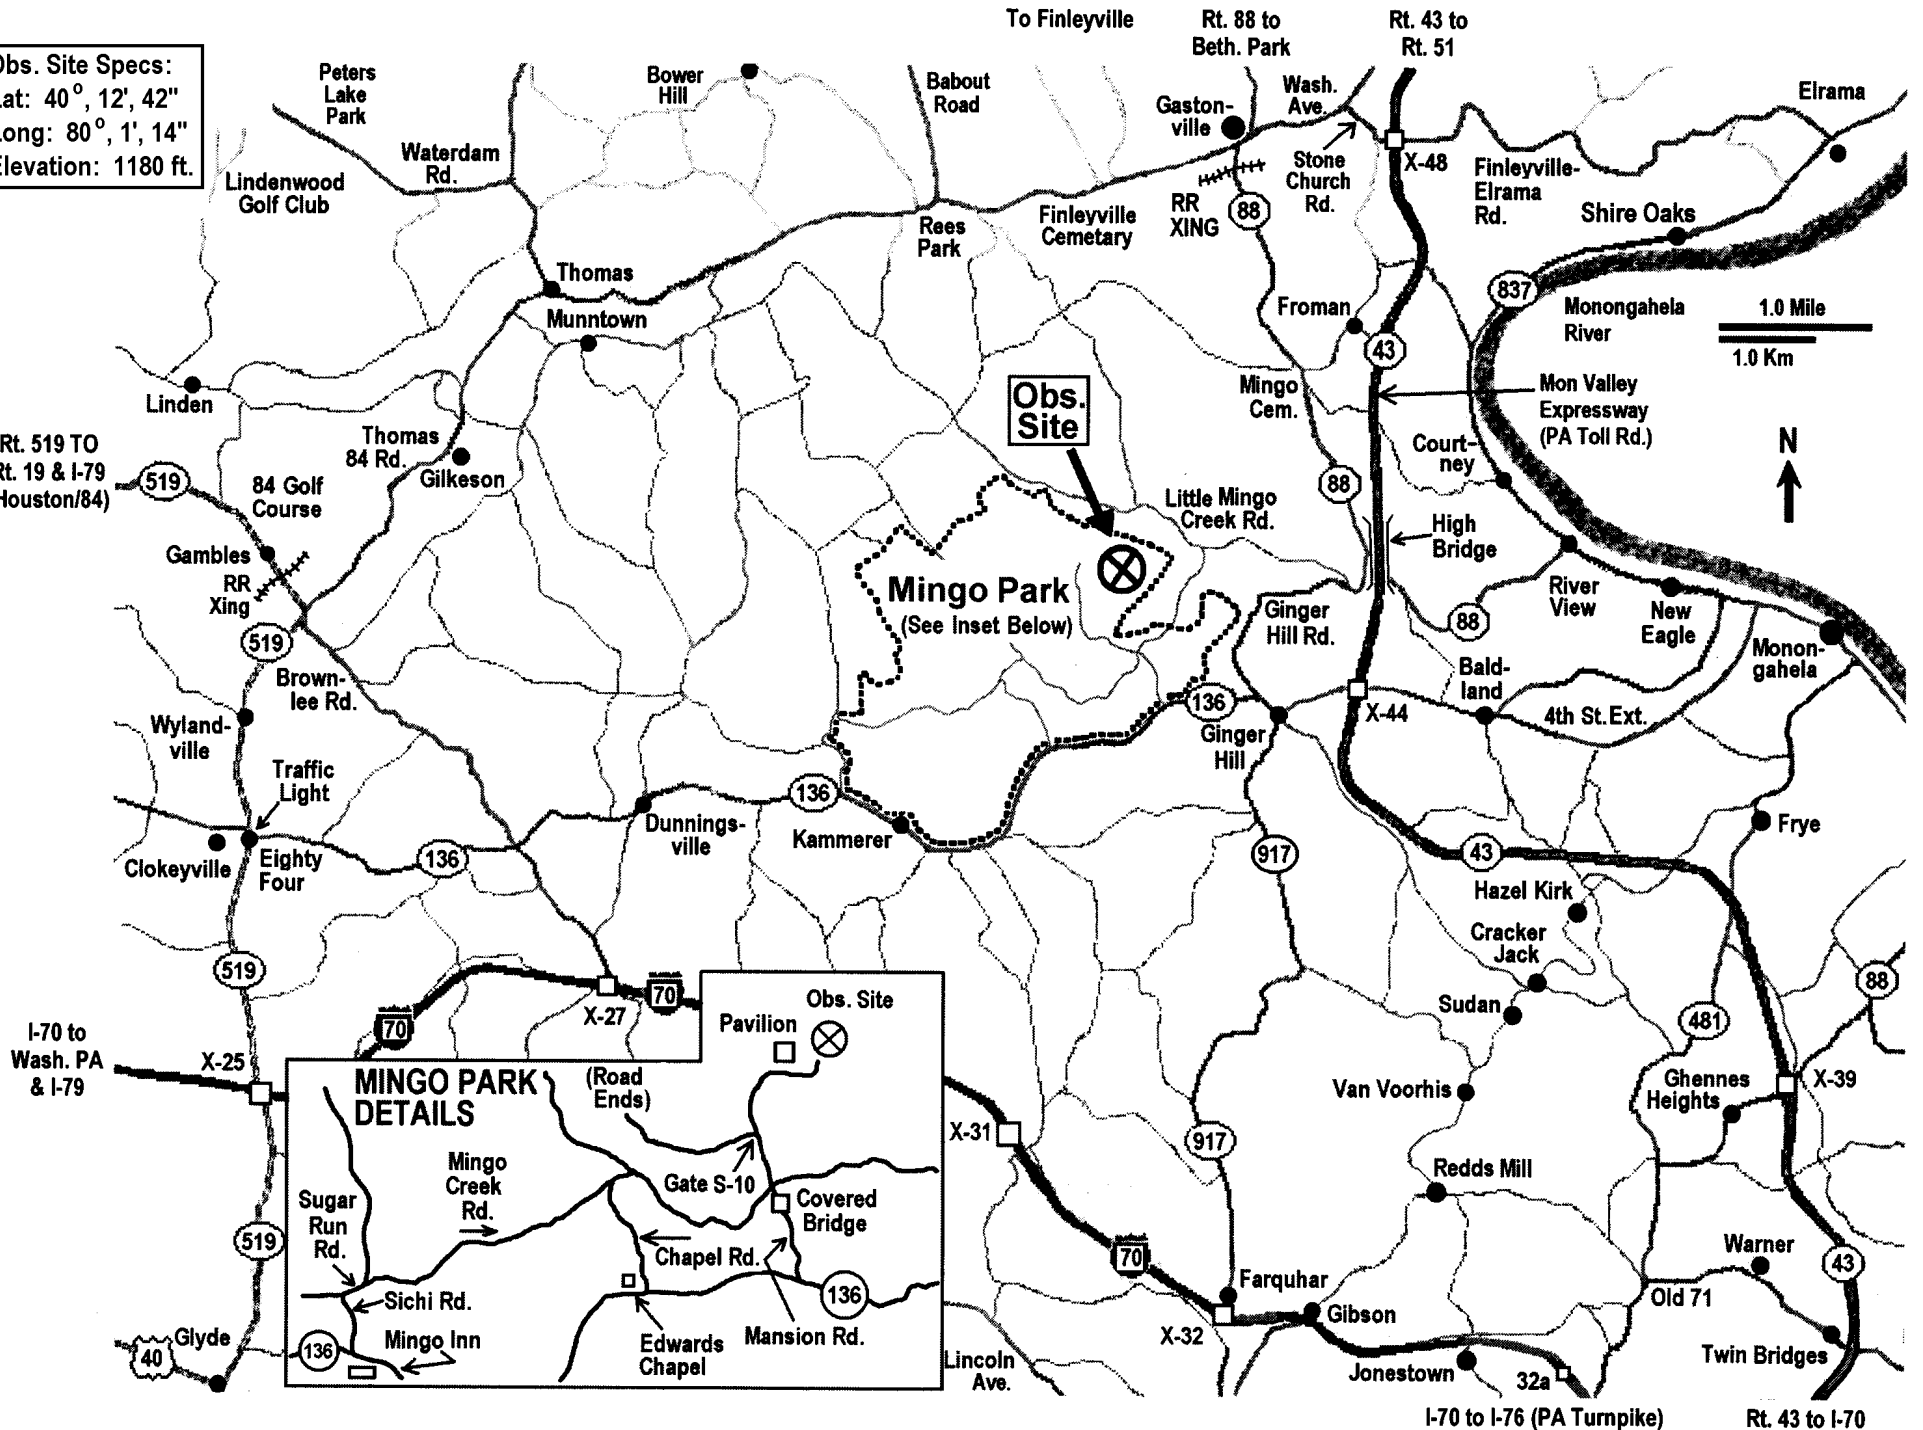 To Finleyville
Rt. 88 to
Beth. Park
Rt. 43 to
Rt. 51
Obs. Site Specs:
Lat: 40°, 12', 42"
Long: 80°, 1', 14"
Elevation: 1180 ft.
Peters
Lake
Park
Bower
Hill
Babout
Road
Gaston-
ville
Wash.
Ave.
Elrama
Waterdam
Rd.
Lindenwood
Golf Club
Stone
Church
Rd.
X-48
Finleyville-
Elrama
Rd.
RR
XING
88
Rees
Park
Finleyville
Cemetary
Shire Oaks
Thomas
Munntown
837
Froman
43
Monongahela
River
1.0 Mile
1.0 Km
Linden
Obs.
Site
Mingo
Cem.
Mon Valley
Expressway
(PA Toll Rd.)
Rt. 519 TO
Rt. 19 & I-79
Houston/84)
519
84 Golf
Course
Thomas
84 Rd.
Gilkeson
Court-
ney
N
88
Little Mingo
Creek Rd.
High
Bridge
Gambles
RR
Xing
Mingo Park
(See Inset Below)
Ginger
Hill Rd.
88
River
View
New
Eagle
Monon-
gahela
519
Brown-
lee Rd.
Bald-
land
136
X-44
4th St.Ext.
Ginger
Hill
Wyland-
ville
Traffic
Light
136
Dunnings-
ville
Kammerer
Frye
Clokeyville
Eighty
Four
136
917
43
Hazel Kirk
Cracker
Jack
519
88
70
X-27
70
Sudan
481
I-70 to
Wash. PA
& I-79
X-25
Van Voorhis
Ghennes
Heights
X-39
X-31
917
Redds Mill
519
70
Warner
43
Farquhar
Gibson
Old 71
X-32
Glyde
40
Lincoln
Ave.
Jonestown
32a
Twin Bridges
I-70 to I-76 (PA Turnpike)
Rt. 43 to I-70
MINGO PARK
DETAILS
(Road
Ends)
Pavilion
Obs. Site
Mingo
Creek
Rd.
Gate S-10
Covered
Bridge
Sugar
Run
Rd.
Chapel Rd.
136
Sichi Rd.
Mingo Inn
136
Edwards
Chapel
Mansion Rd.